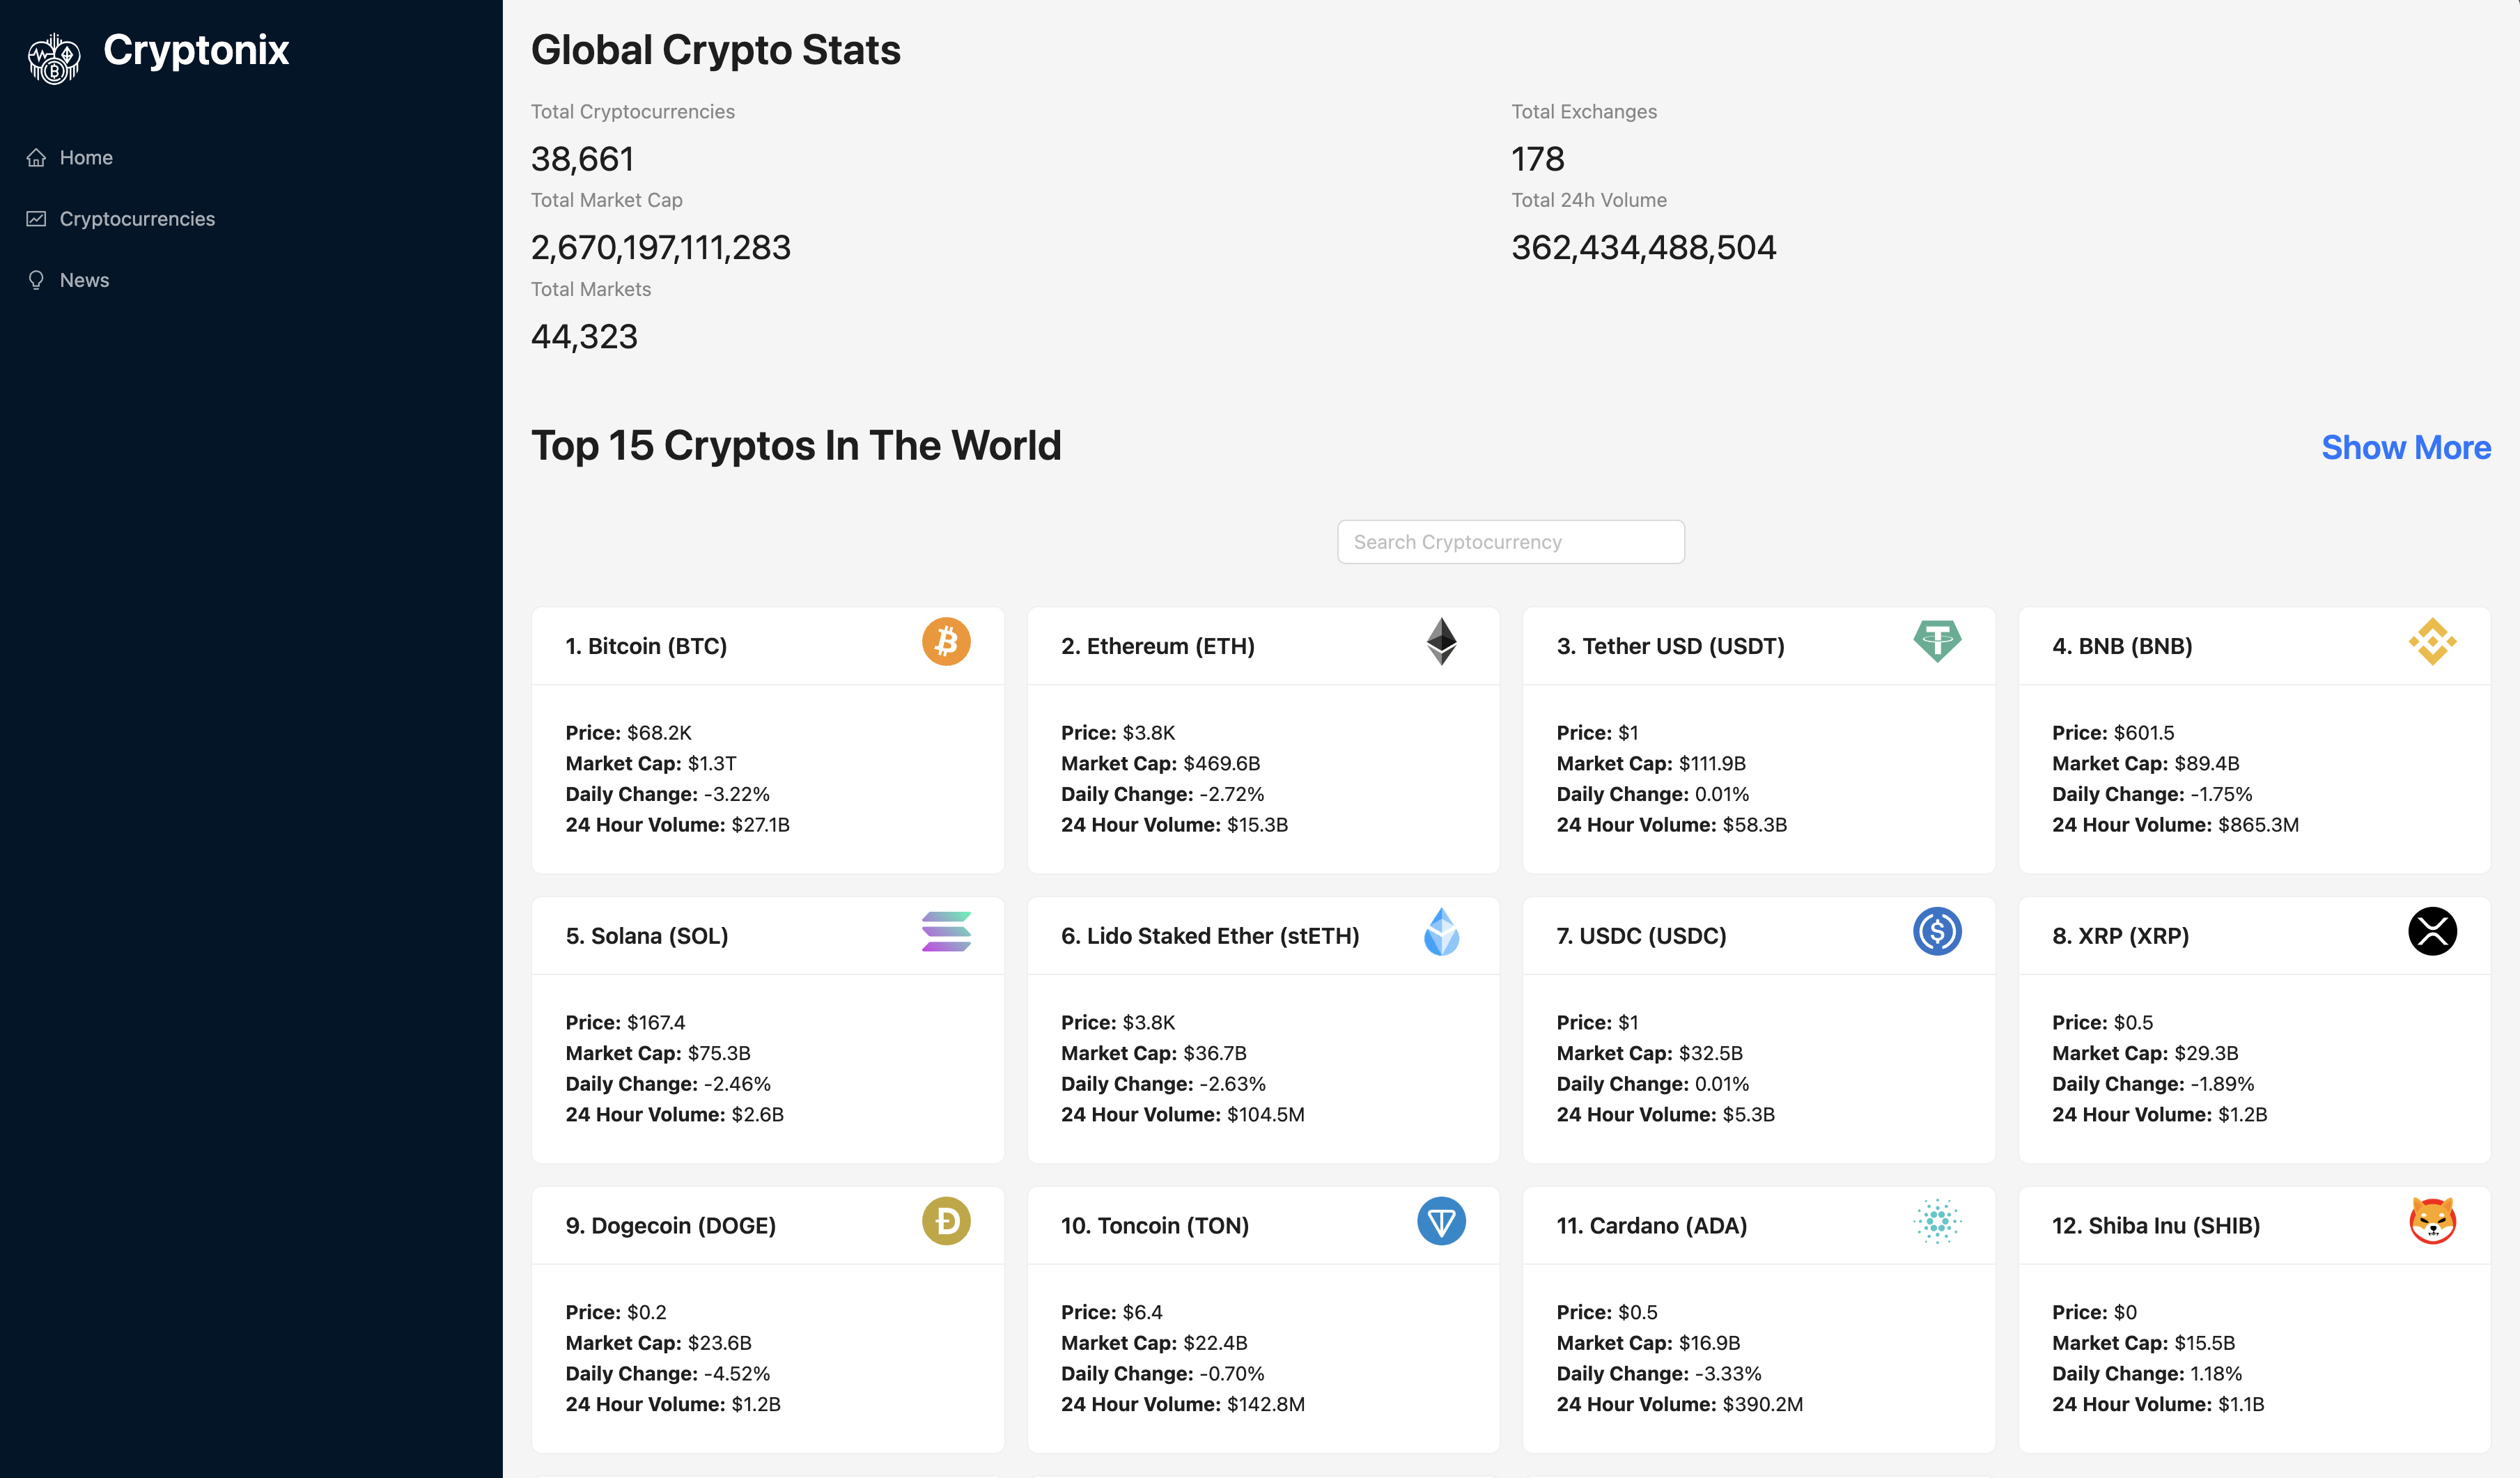 Cryptonix
Home
Cryptocurrencies
News
Global Crypto Stats
Total Cryptocurrencies
38,661
Total Exchanges
178
Total Market Cap
2,670,197,111,283
Total 24h Volume
362,434,488,504
Total Markets
44,323
Top 15 Cryptos In The World
Show More
Search Cryptocurrency
1. Bitcoin (BTC)
Price: $68.2K
Market Cap: $1.3T
Daily Change: -3.22%
24 Hour Volume: $27.1B
2. Ethereum (ETH)
Price: $3.8K
Market Cap: $469.6B
Daily Change: -2.72%
24 Hour Volume: $15.3B
3. Tether USD (USDT)
Price: $1
Market Cap: $111.9B
Daily Change: 0.01%
24 Hour Volume: $58.3B
4. BNB (BNB)
Price: $601.5
Market Cap: $89.4B
Daily Change: -1.75%
24 Hour Volume: $865.3M
5. Solana (SOL)
Price: $167.4
Market Cap: $75.3B
Daily Change: -2.46%
24 Hour Volume: $2.6B
6. Lido Staked Ether (stETH)
Price: $3.8K
Market Cap: $36.7B
Daily Change: -2.63%
24 Hour Volume: $104.5M
7. USDC (USDC)
Price: $1
Market Cap: $32.5B
Daily Change: 0.01%
24 Hour Volume: $5.3B
8. XRP (XRP)
Price: $0.5
Market Cap: $29.3B
Daily Change: -1.89%
24 Hour Volume: $1.2B
9. Dogecoin (DOGE)
Price: $0.2
Market Cap: $23.6B
Daily Change: -4.52%
24 Hour Volume: $1.2B
10. Toncoin (TON)
Price: $6.4
Market Cap: $22.4B
Daily Change: -0.70%
24 Hour Volume: $142.8M
11. Cardano (ADA)
Price: $0.5
Market Cap: $16.9B
Daily Change: -3.33%
24 Hour Volume: $390.2M
12. Shiba Inu (SHIB)
Price: $0
Market Cap: $15.5B
Daily Change: 1.18%
24 Hour Volume: $1.1B